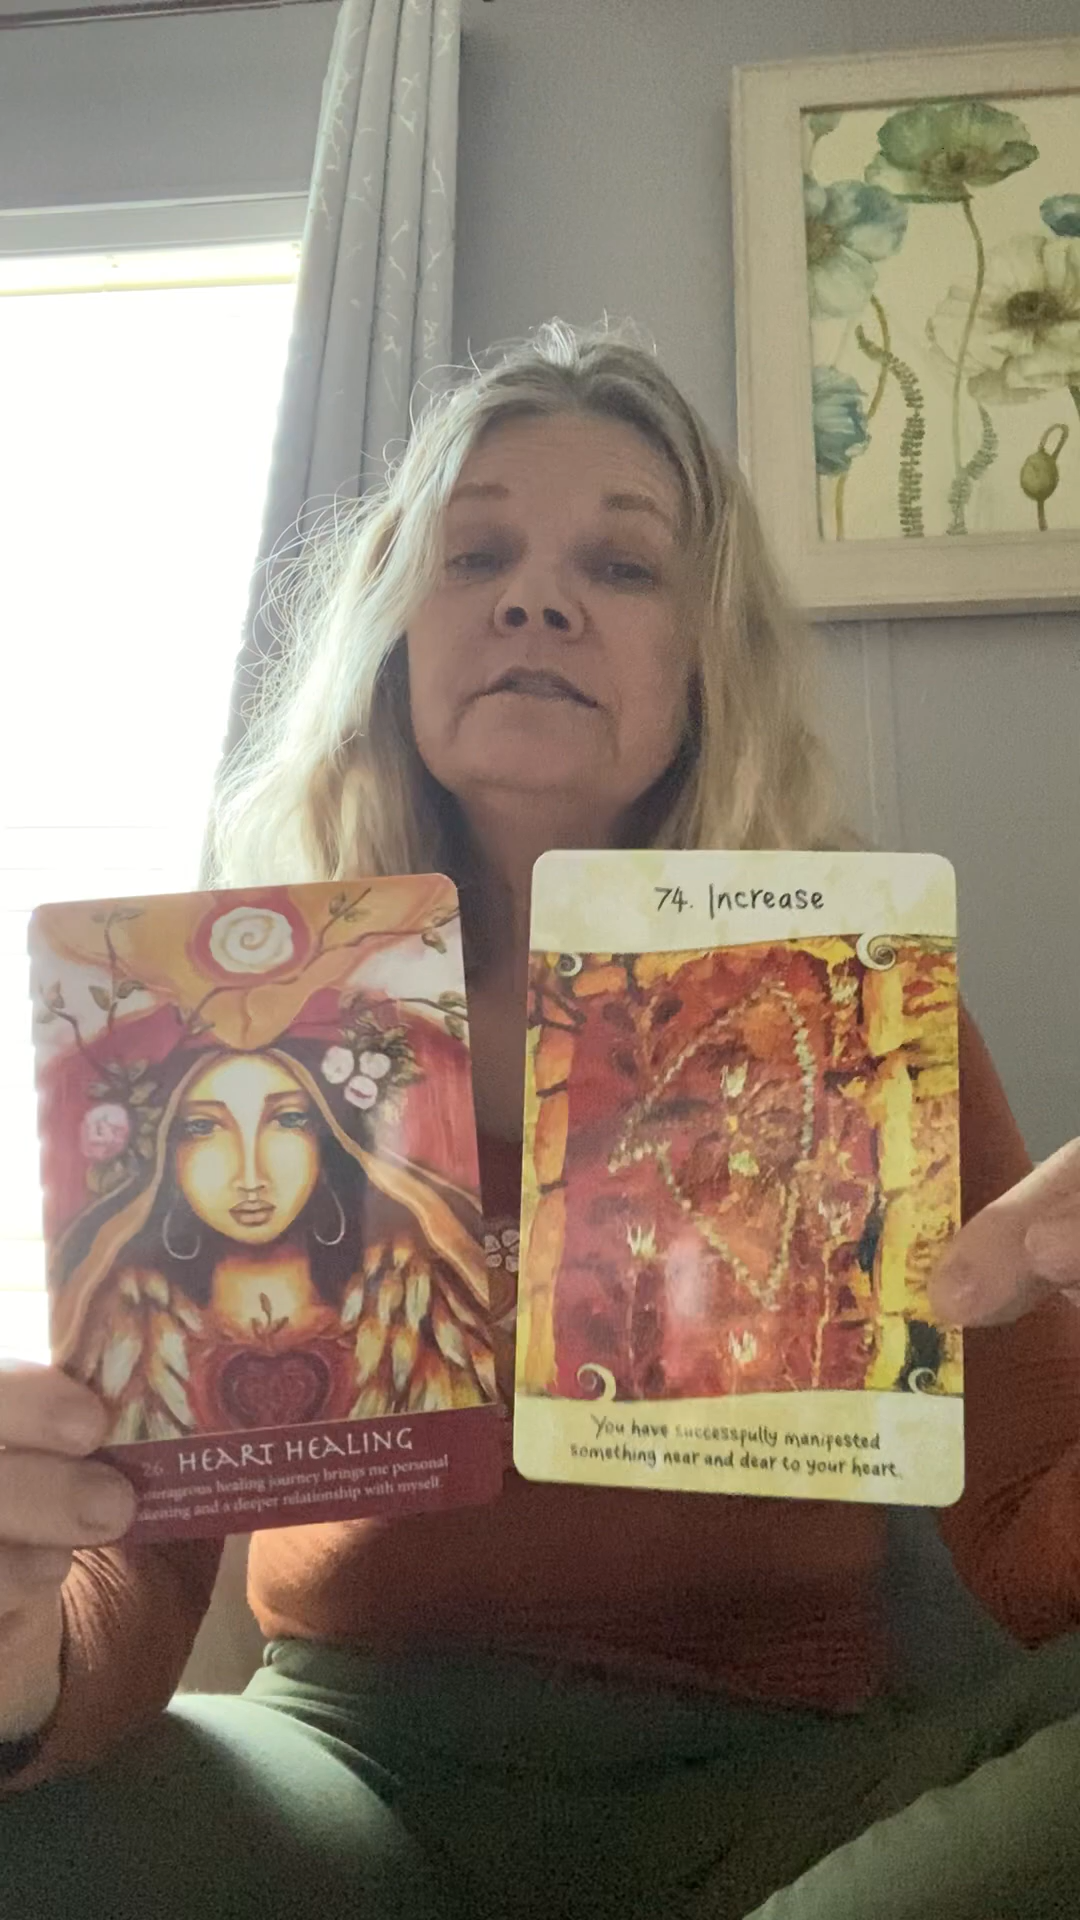 74. Increase
You have successfully manifested
something near and dear to your heart.
26 HEART HEALING
healing journey brings me personal
and a deeper relationship with myself.